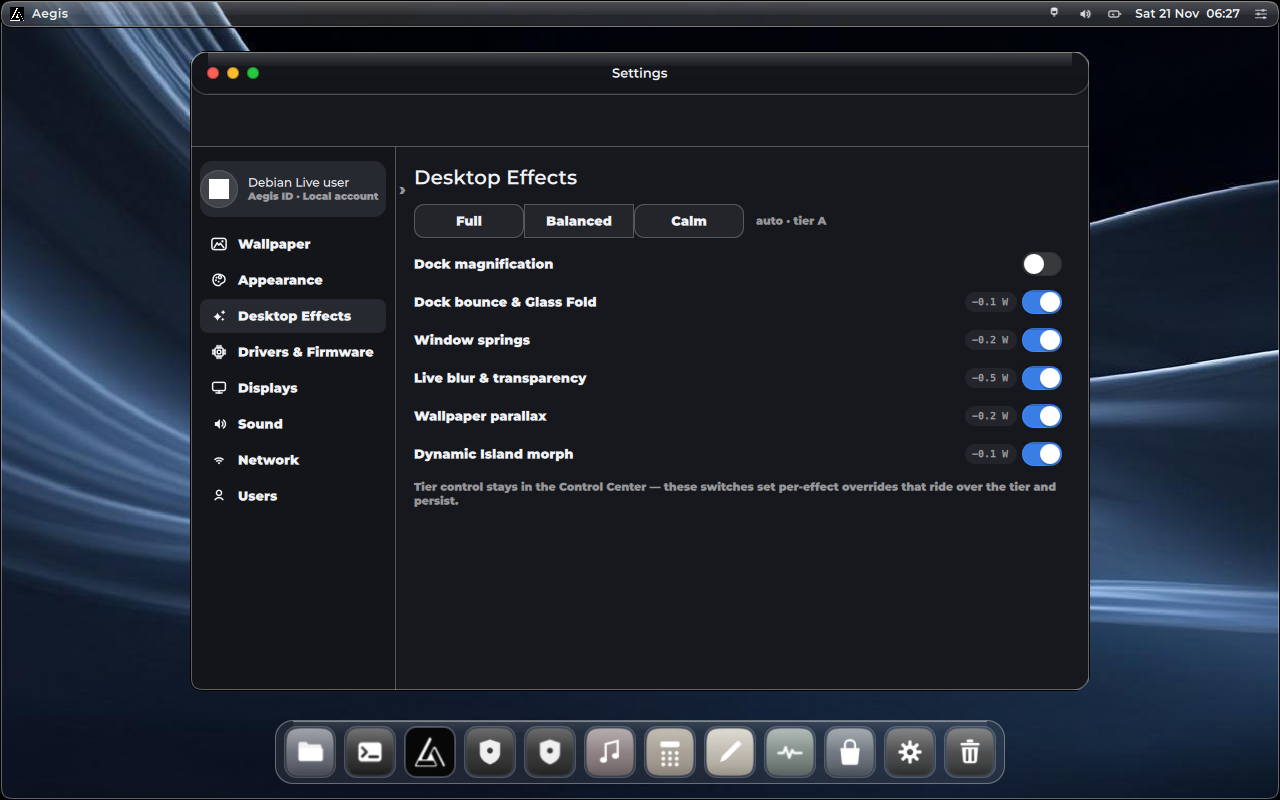 Aegis
Sat 21 Nov 06:27
Settings
Debian Live user
Aegis ID • Local account
Wallpaper
Appearance
Desktop Effects
Drivers & Firmware
Displays
Sound
Network
Users
Desktop Effects
Full Balanced Calm auto • tier A
Dock magnification
Dock bounce & Glass Fold −0.1 W
Window springs −0.2 W
Live blur & transparency −0.5 W
Wallpaper parallax −0.2 W
Dynamic Island morph −0.1 W
Tier control stays in the Control Center — these switches set per-effect overrides that ride over the tier and
persist.